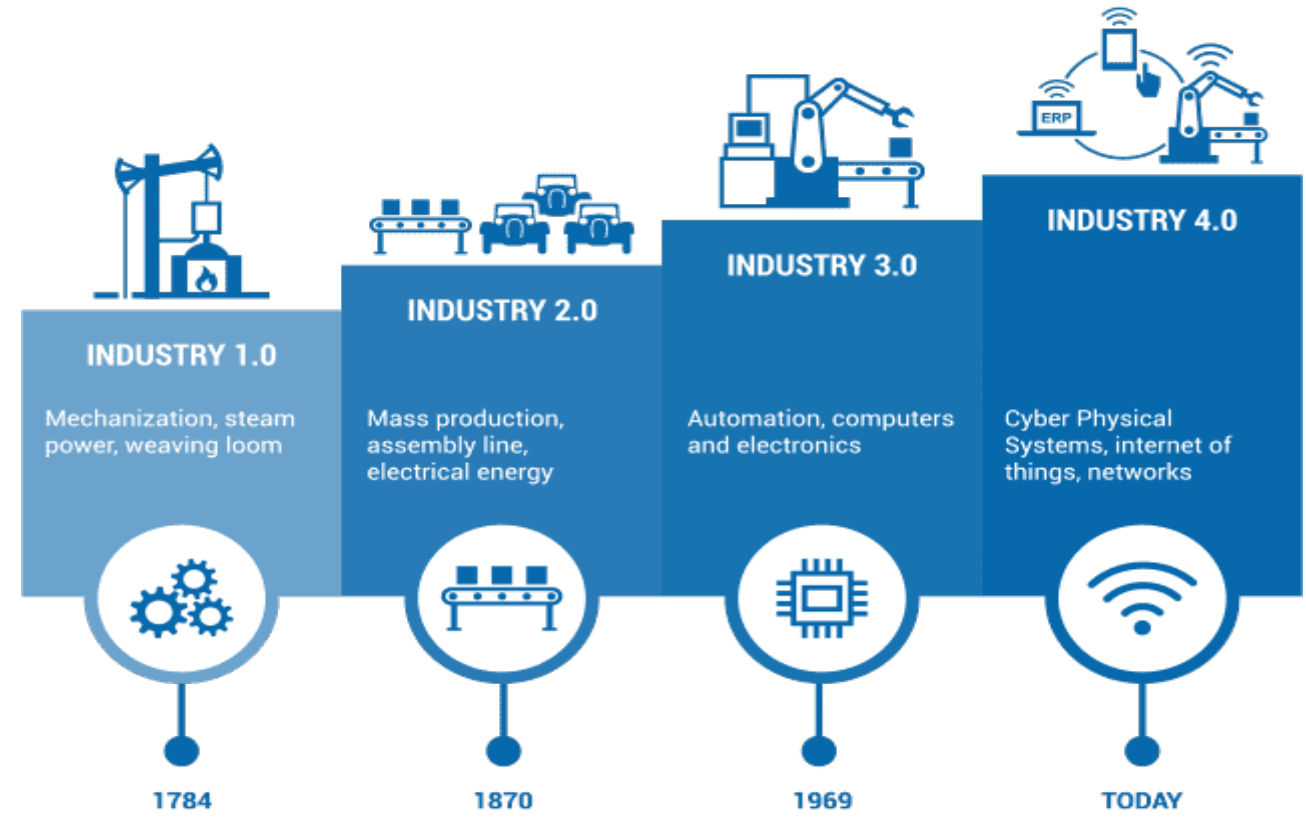 ERP
INDUSTRY 1.0
Mechanization, steam
power, weaving loom
1784
INDUSTRY 2.0
Mass production,
assembly line,
electrical energy
1870
INDUSTRY 3.0
Automation, computers
and electronics
1969
INDUSTRY 4.0
Cyber Physical
Systems, internet of
things, networks
TODAY